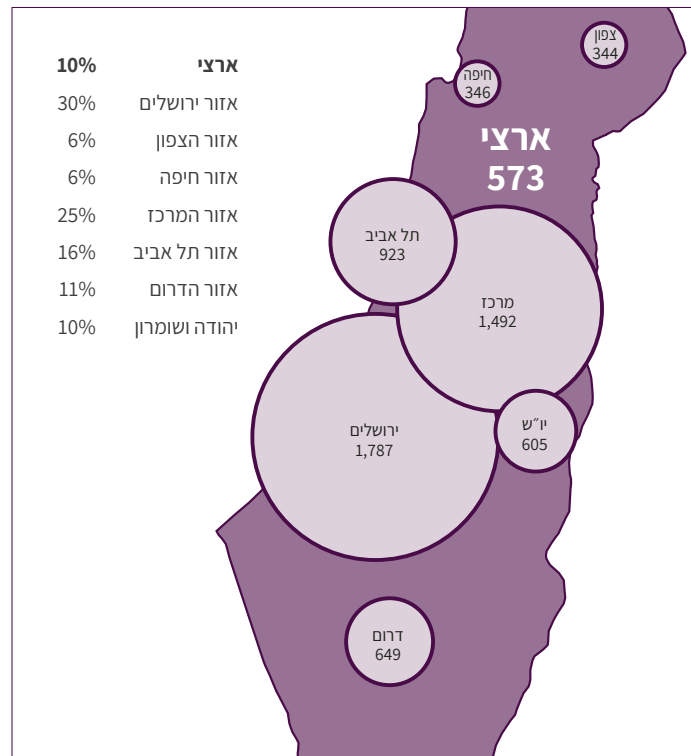 ארצי 10%
אזור ירושלים 30%
אזור הצפון 6%
אזור חיפה 6%
אזור המרכז 25%
אזור תל אביב 16%
אזור הדרום 11%
יהודה ושומרון 10%
צפון
344
חיפה
346
ארצי
573
תל אביב
923
מרכז
1,492
יו״ש
605
ירושלים
1,787
דרום
649